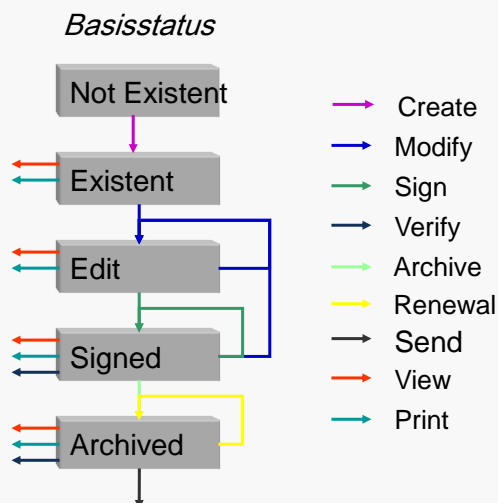 Basisstatus
Not Existent
Existent
Edit
Signed
Archived
Create
Modify
Sign
Verify
Archive
Renewal
Send
View
Print